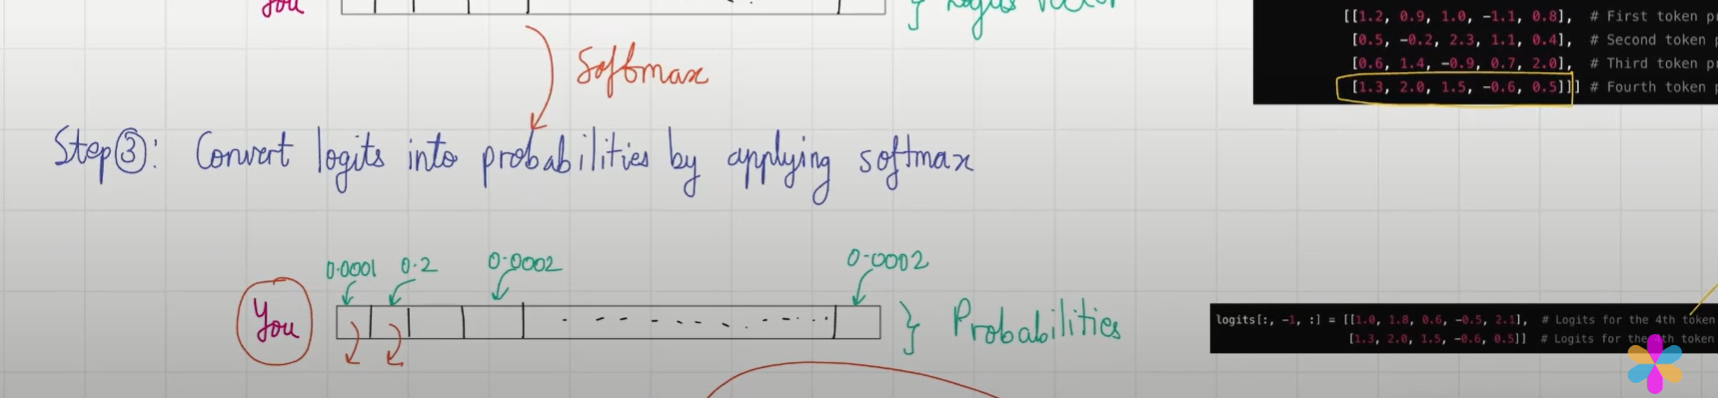 You
[[1.2, 0.9, 1.0, -1.1, 0.8], # First token
[0.5, -0.2, 2.3, 1.1, 0.4], # Second token
[0.6, 1.4, -0.9, 0.7, 2.0], # Third token
[1.3, 2.0, 1.5, -0.6, 0.5]]] # Fourth token
Softmax
Step ③: Convert logits into probabilities by applying softmax
0.0001 0.2 0.0002 0.0002
You
} Probabilities
logits[:, -1, :] = [[1.0, 1.8, 0.6, -0.5, 2.1], # Logits for the 4th token
[1.3, 2.0, 1.5, -0.6, 0.5]] # Logits for the 4th token